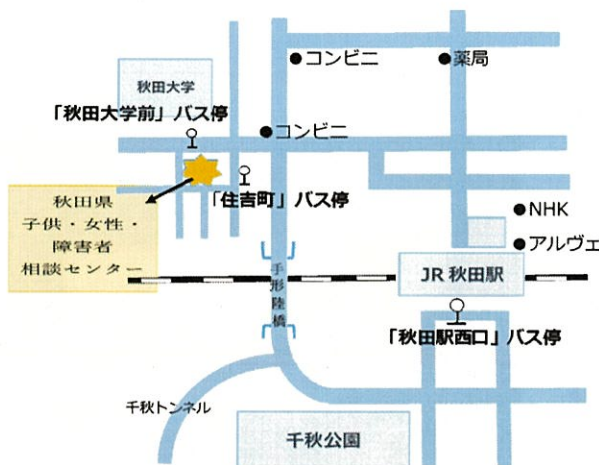 コンビニ
薬局
秋田大学
「秋田大学前」バス停
コンビニ
「住吉町」バス停
秋田県
子供・女性・
障害者
相談センター
NHK
アルヴェ
JR 秋田駅
手形陸橋
「秋田駅西口」バス停
千秋トンネル
千秋公園